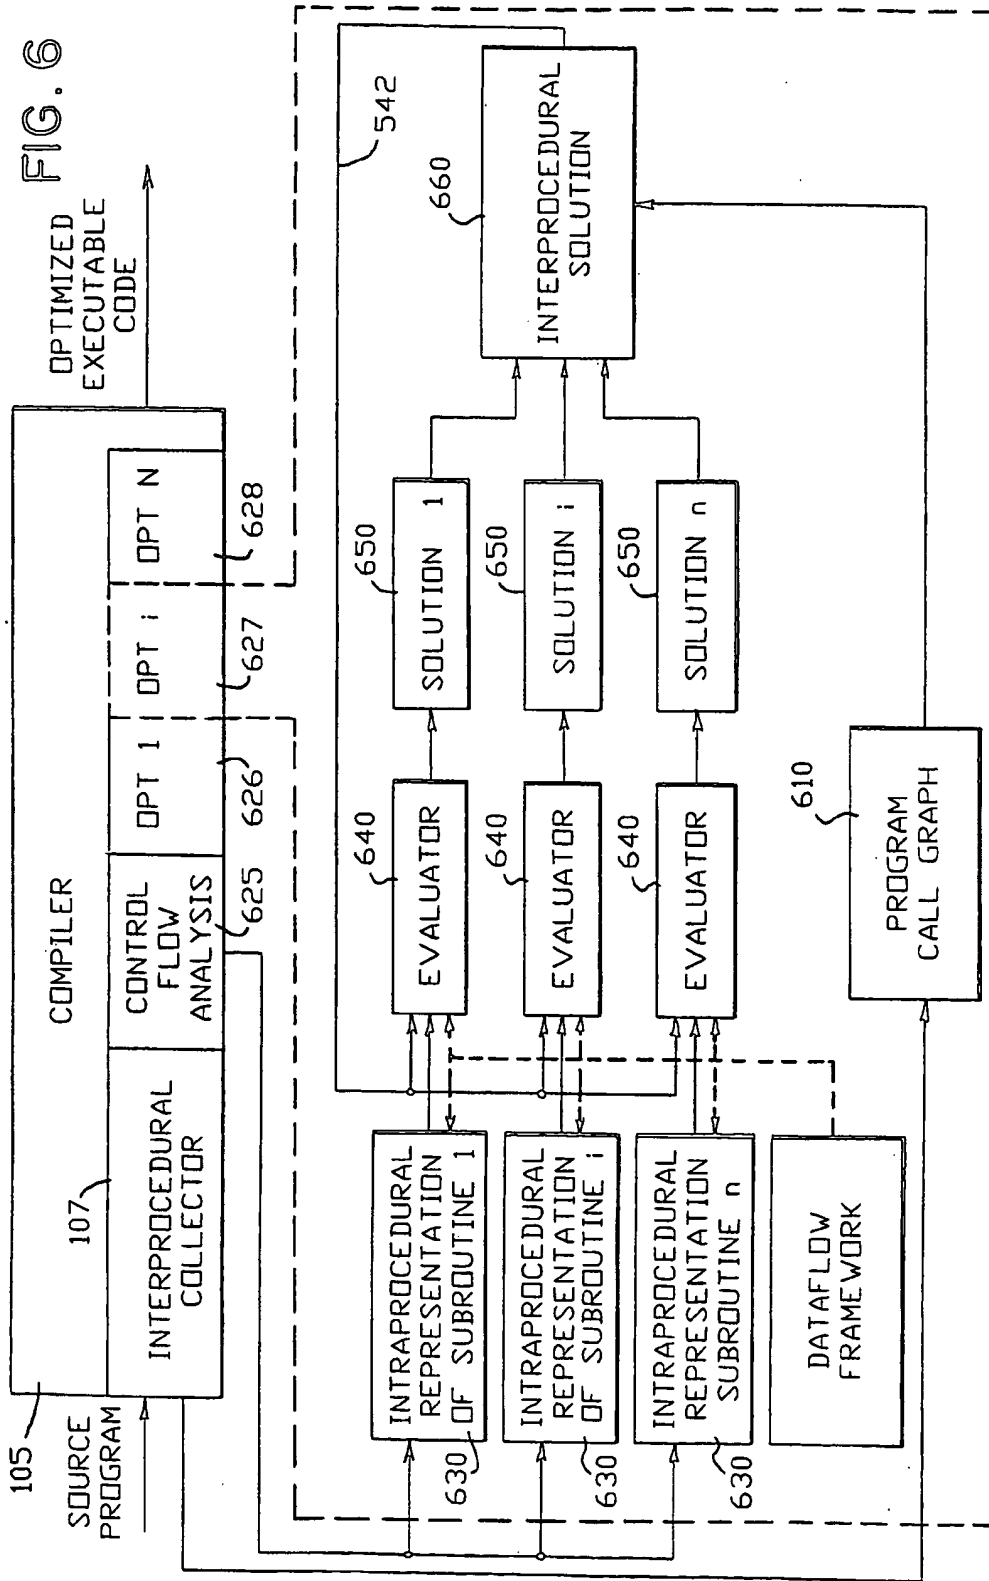 FIG. 6
105
SOURCE
PROGRAM
COMPILER
107
INTERPROCEDURAL
COLLECTOR
CONTROL
FLOW
ANALYSIS
625
OPT 1
626
OPT i
627
OPT N
628
OPTIMIZED
EXECUTABLE
CODE
542
INTRAPROCEDURAL
REPRESENTATION
OF SUBROUTINE 1
630
640
EVALUATOR
650
SOLUTION 1
INTRAPROCEDURAL
REPRESENTATION
OF SUBROUTINE i
630
640
EVALUATOR
650
SOLUTION i
INTRAPROCEDURAL
REPRESENTATION
SUBROUTINE n
630
640
EVALUATOR
650
SOLUTION n
660
INTERPROCEDURAL
SOLUTION
DATAFLOW
FRAMEWORK
610
PROGRAM
CALL GRAPH